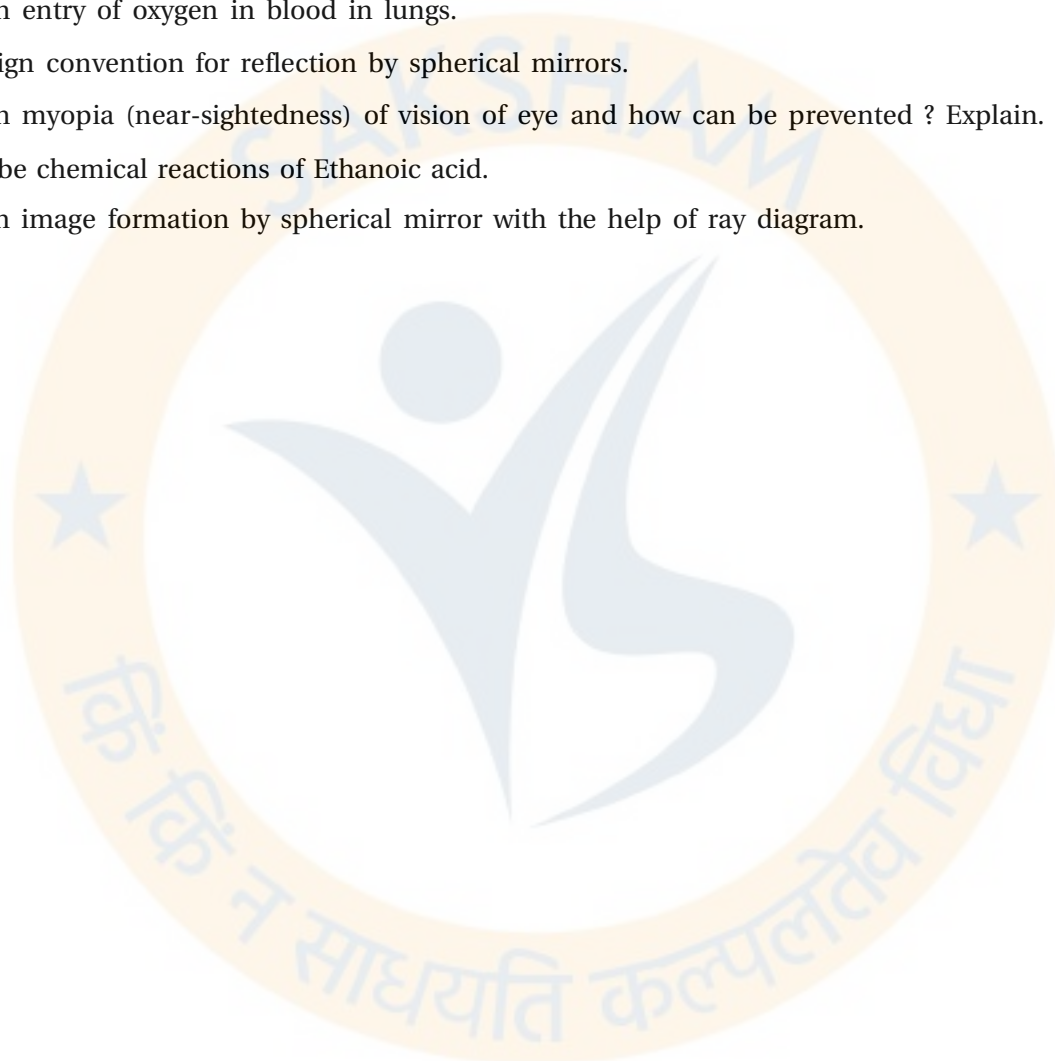 n entry of oxygen in blood in lungs.
ign convention for reflection by spherical mirrors.
n myopia (near-sightedness) of vision of eye and how can be prevented ? Explain.
be chemical reactions of Ethanoic acid.
n image formation by spherical mirror with the help of ray diagram.
SAKSHAM
किं किं न साधयति कल्पलतेव विद्या